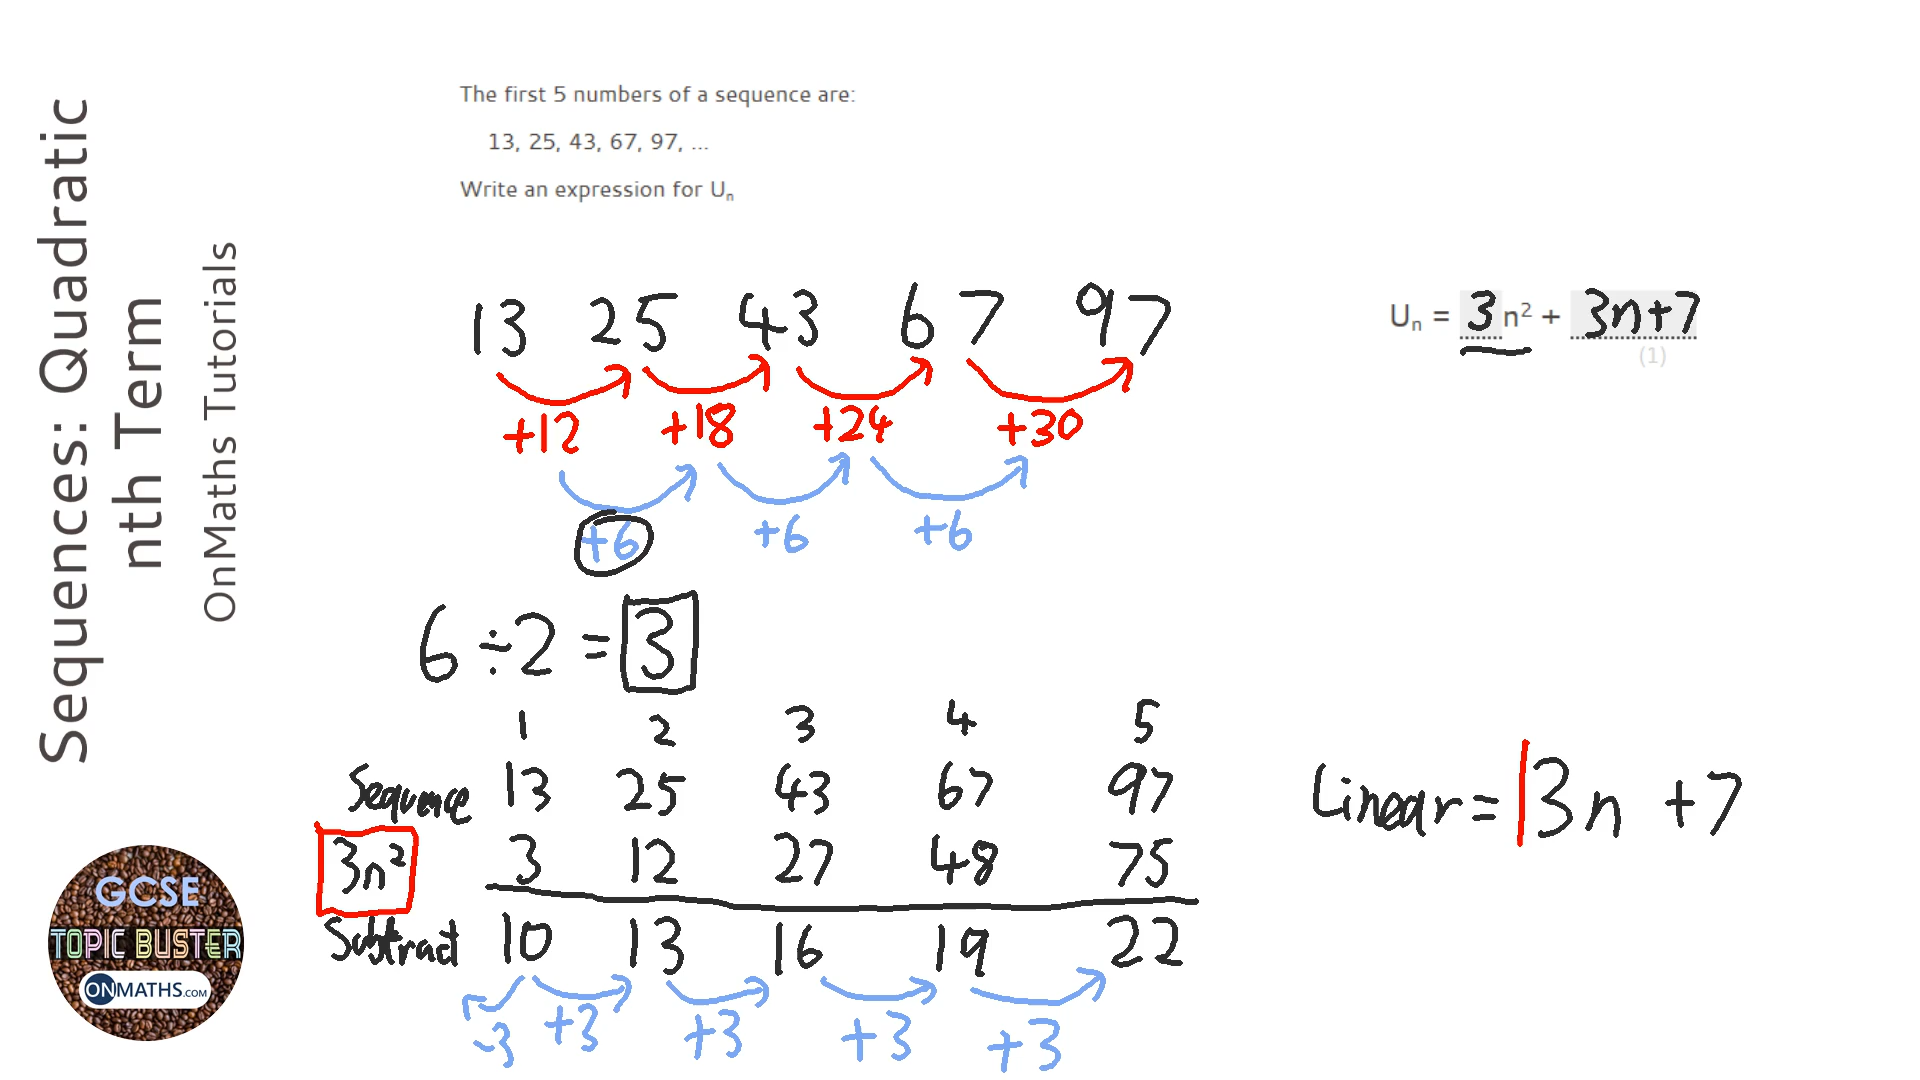 Sequences: Quadratic
nth Term
OnMaths Tutorials
The first 5 numbers of a sequence are:
13, 25, 43, 67, 97, ...
Write an expression for Uₙ
13 25 43 67 97
+12 +18 +24 +30
+6 +6 +6
Uₙ = 3n² + 3n+7
(1)
6 ÷ 2 = 3
1 2 3 4 5
Sequence 13 25 43 67 97
3n² 3 12 27 48 75
Subtract 10 13 16 19 22
-3 +3 +3 +3 +3
Linear = 3n +7
GCSE
TOPIC BUSTER
ONMATHS.COM